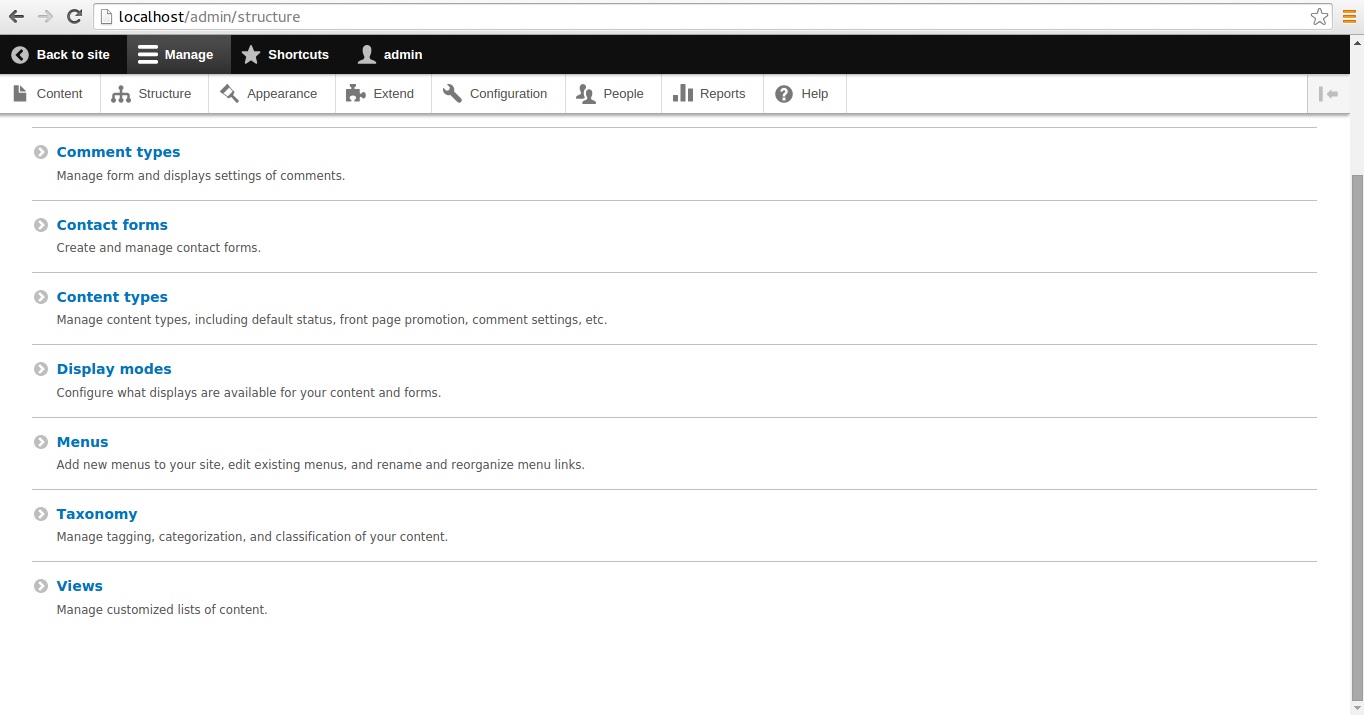 localhost/admin/structure
Back to site Manage Shortcuts admin
Content Structure Appearance Extend Configuration People Reports Help
Comment types
Manage form and displays settings of comments.
Contact forms
Create and manage contact forms.
Content types
Manage content types, including default status, front page promotion, comment settings, etc.
Display modes
Configure what displays are available for your content and forms.
Menus
Add new menus to your site, edit existing menus, and rename and reorganize menu links.
Taxonomy
Manage tagging, categorization, and classification of your content.
Views
Manage customized lists of content.